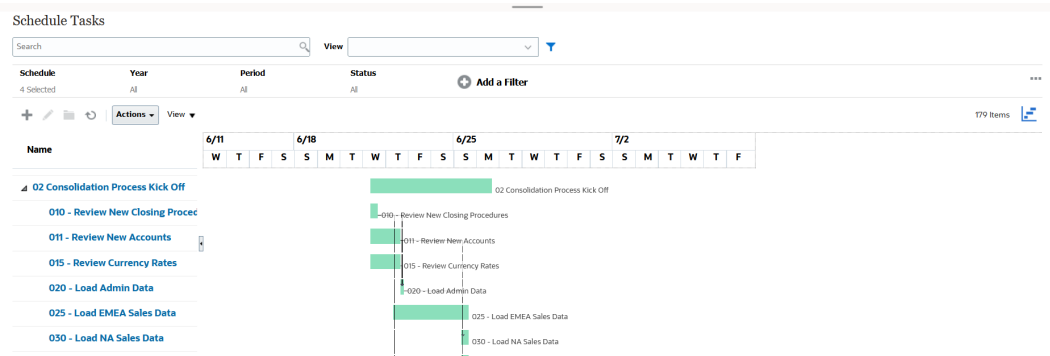 Schedule Tasks
Search View
Schedule Year Period Status
4 Selected All All All
Add a Filter
Actions View 179 Items
Name
6/11 6/18 6/25 7/2
W T F S S M T W T F S S M T W T F S S M T W T F
02 Consolidation Process Kick Off 02 Consolidation Process Kick Off
010 - Review New Closing Proced 010 - Review New Closing Procedures
011 - Review New Accounts 011 - Review New Accounts
015 - Review Currency Rates 015 - Review Currency Rates
020 - Load Admin Data 020 - Load Admin Data
025 - Load EMEA Sales Data 025 - Load EMEA Sales Data
030 - Load NA Sales Data 030 - Load NA Sales Data